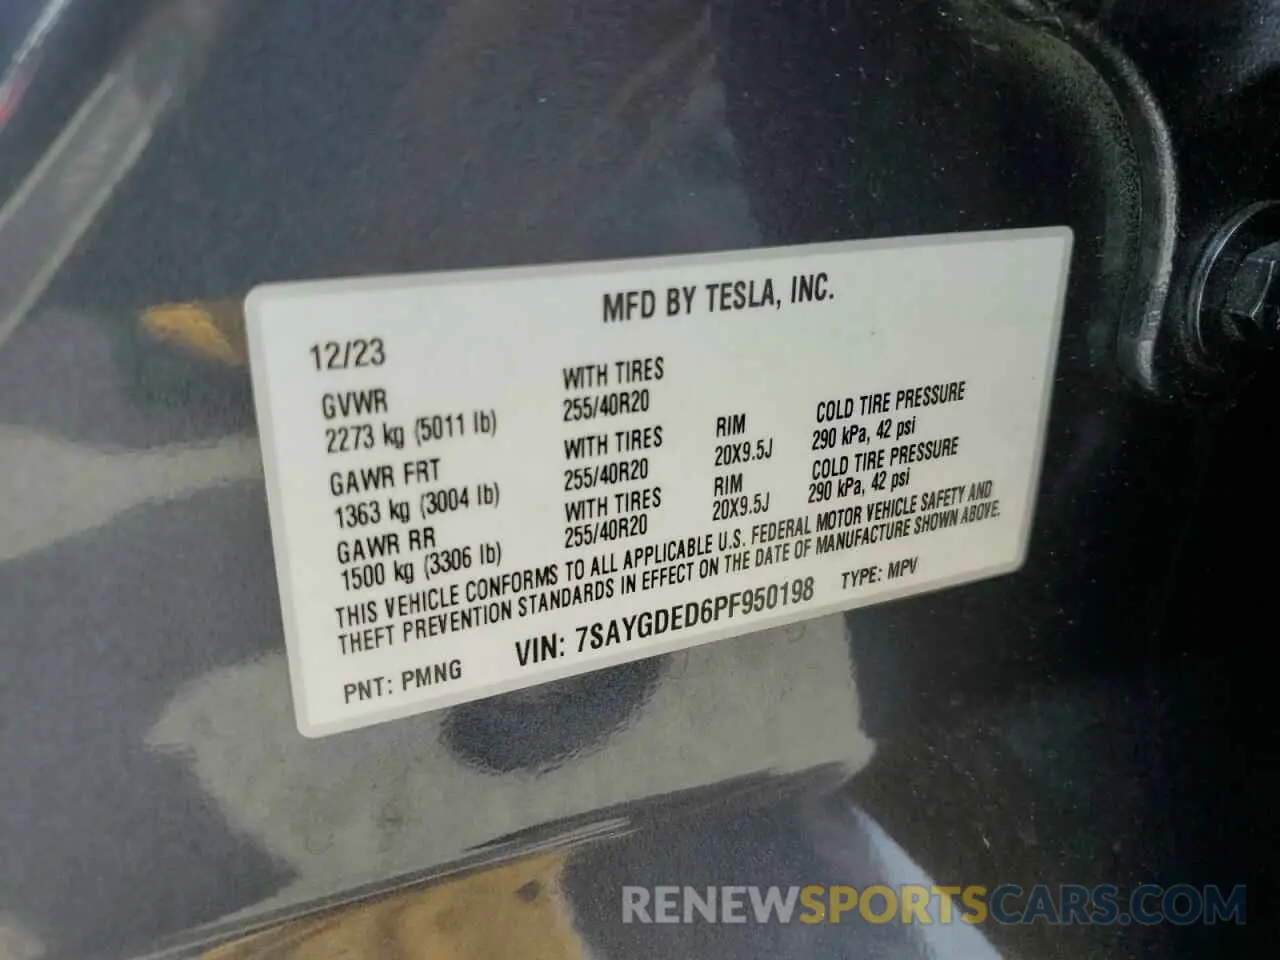 MFD BY TESLA, INC.
12/23
GVWR WITH TIRES
2273 kg (5011 lb) 255/40R20
GAWR FRT WITH TIRES RIM COLD TIRE PRESSURE
1363 kg (3004 lb) 255/40R20 20X9.5J 290 kPa, 42 psi
GAWR RR WITH TIRES RIM COLD TIRE PRESSURE
1500 kg (3306 lb) 255/40R20 20X9.5J 290 kPa, 42 psi
THIS VEHICLE CONFORMS TO ALL APPLICABLE U.S. FEDERAL MOTOR VEHICLE SAFETY AND
THEFT PREVENTION STANDARDS IN EFFECT ON THE DATE OF MANUFACTURE SHOWN ABOVE.
PNT: PMNG VIN: 7SAYGDED6PF950198 TYPE: MPV
RENEWSPORTSCARS.COM